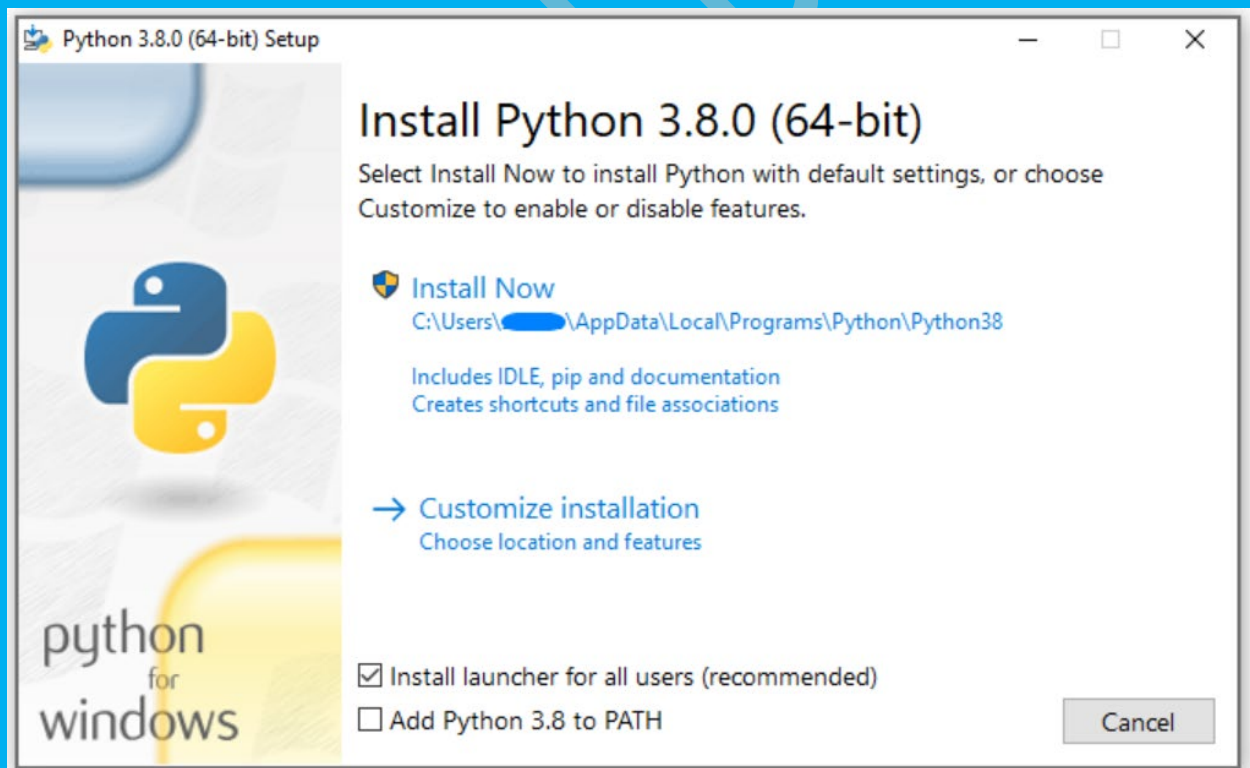 Python 3.8.0 (64-bit) Setup
Install Python 3.8.0 (64-bit)
Select Install Now to install Python with default settings, or choose
Customize to enable or disable features.
Install Now
C:\Users\ \AppData\Local\Programs\Python\Python38
Includes IDLE, pip and documentation
Creates shortcuts and file associations
Customize installation
Choose location and features
python
for
windows
Install launcher for all users (recommended)
Add Python 3.8 to PATH
Cancel